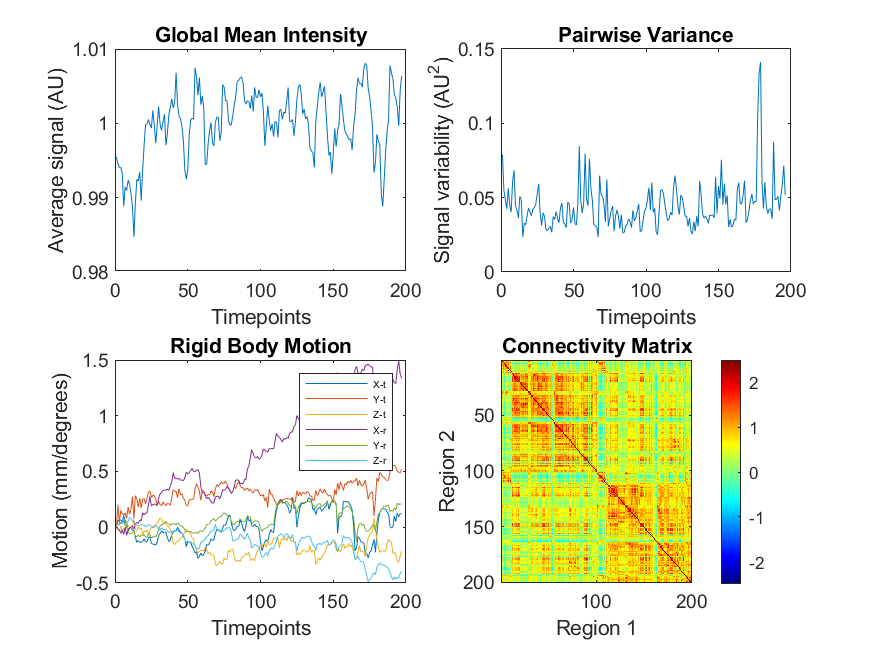 Global Mean Intensity
Average signal (AU)
1.01
1
0.99
0.98
0 50 100 150 200
Timepoints
Pairwise Variance
Signal variability (AU²)
0.15
0.1
0.05
0
0 50 100 150 200
Timepoints
Rigid Body Motion
Motion (mm/degrees)
1.5
1
0.5
0
-0.5
X-t
Y-t
Z-t
X-r
Y-r
Z-r
0 50 100 150 200
Timepoints
Connectivity Matrix
Region 2
50
100
150
200
100 200
Region 1
2
1
0
-1
-2